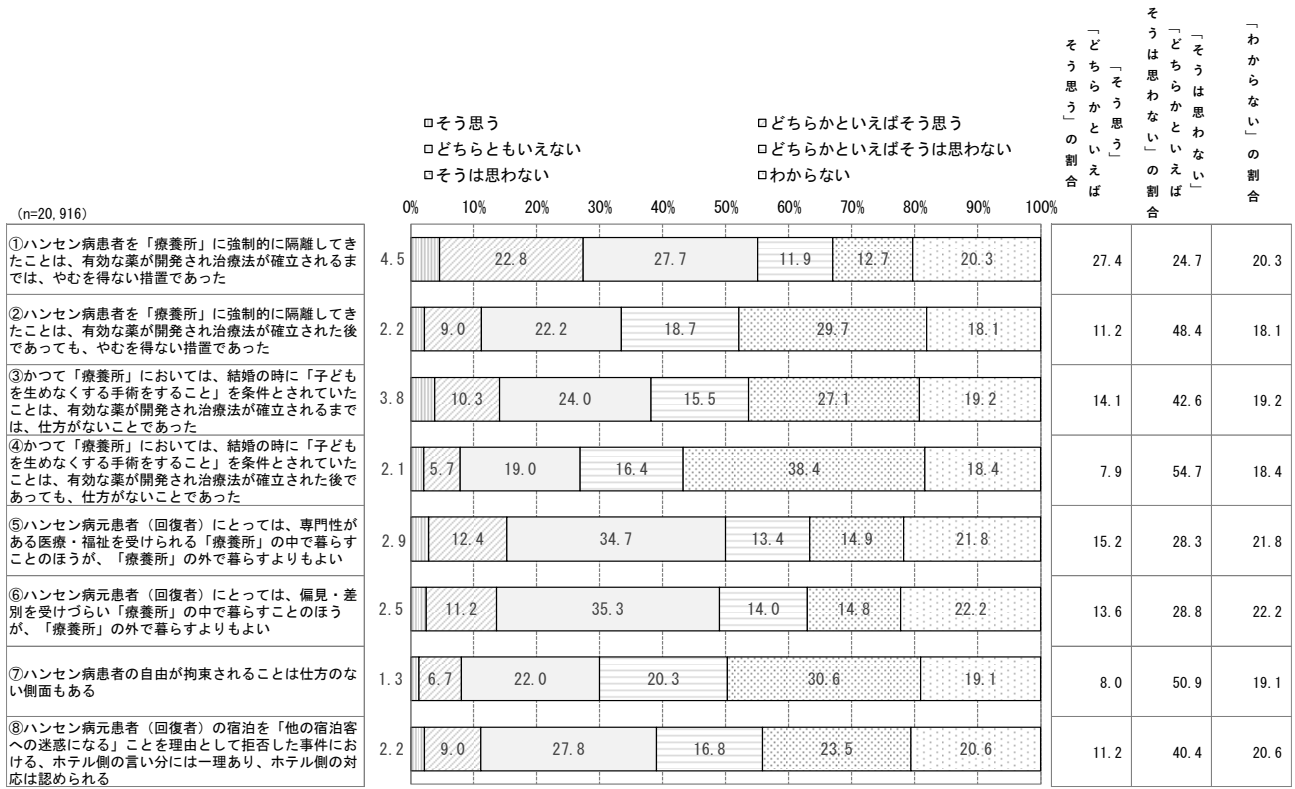 「そう思う」
「どちらかといえば
そう思う」の割合
「そうは思わない」
「どちらかといえば
そうは思わない」の割合
「わからない」の割合
そう思う
どちらかといえばそう思う
どちらともいえない
どちらかといえばそうは思わない
そうは思わない
わからない
(n=20,916)
0% 10% 20% 30% 40% 50% 60% 70% 80% 90% 100%
①ハンセン病患者を「療養所」に強制的に隔離してき
たことは、有効な薬が開発され治療法が確立されるま
では、やむを得ない措置であった
4.5 22.8 27.7 11.9 12.7 20.3 27.4 24.7 20.3
②ハンセン病患者を「療養所」に強制的に隔離してき
たことは、有効な薬が開発され治療法が確立された後
であっても、やむを得ない措置であった
2.2 9.0 22.2 18.7 29.7 18.1 11.2 48.4 18.1
③かつて「療養所」においては、結婚の時に「子ども
を生めなくする手術をすること」を条件とされていた
ことは、有効な薬が開発され治療法が確立されるまで
は、仕方がないことであった
3.8 10.3 24.0 15.5 27.1 19.2 14.1 42.6 19.2
④かつて「療養所」においては、結婚の時に「子ども
を生めなくする手術をすること」を条件とされていた
ことは、有効な薬が開発され治療法が確立された後で
あっても、仕方がないことであった
2.1 5.7 19.0 16.4 38.4 18.4 7.9 54.7 18.4
⑤ハンセン病元患者（回復者）にとっては、専門性が
ある医療・福祉を受けられる「療養所」の中で暮らす
ことのほうが、「療養所」の外で暮らすよりもよい
2.9 12.4 34.7 13.4 14.9 21.8 15.2 28.3 21.8
⑥ハンセン病元患者（回復者）にとっては、偏見・差
別を受けづらい「療養所」の中で暮らすことのほう
が、「療養所」の外で暮らすよりもよい
2.5 11.2 35.3 14.0 14.8 22.2 13.6 28.8 22.2
⑦ハンセン病患者の自由が拘束されることは仕方のな
い側面もある
1.3 6.7 22.0 20.3 30.6 19.1 8.0 50.9 19.1
⑧ハンセン病元患者（回復者）の宿泊を「他の宿泊客
への迷惑になる」ことを理由として拒否した事件にお
ける、ホテル側の言い分には一理あり、ホテル側の対
応は認められる
2.2 9.0 27.8 16.8 23.5 20.6 11.2 40.4 20.6